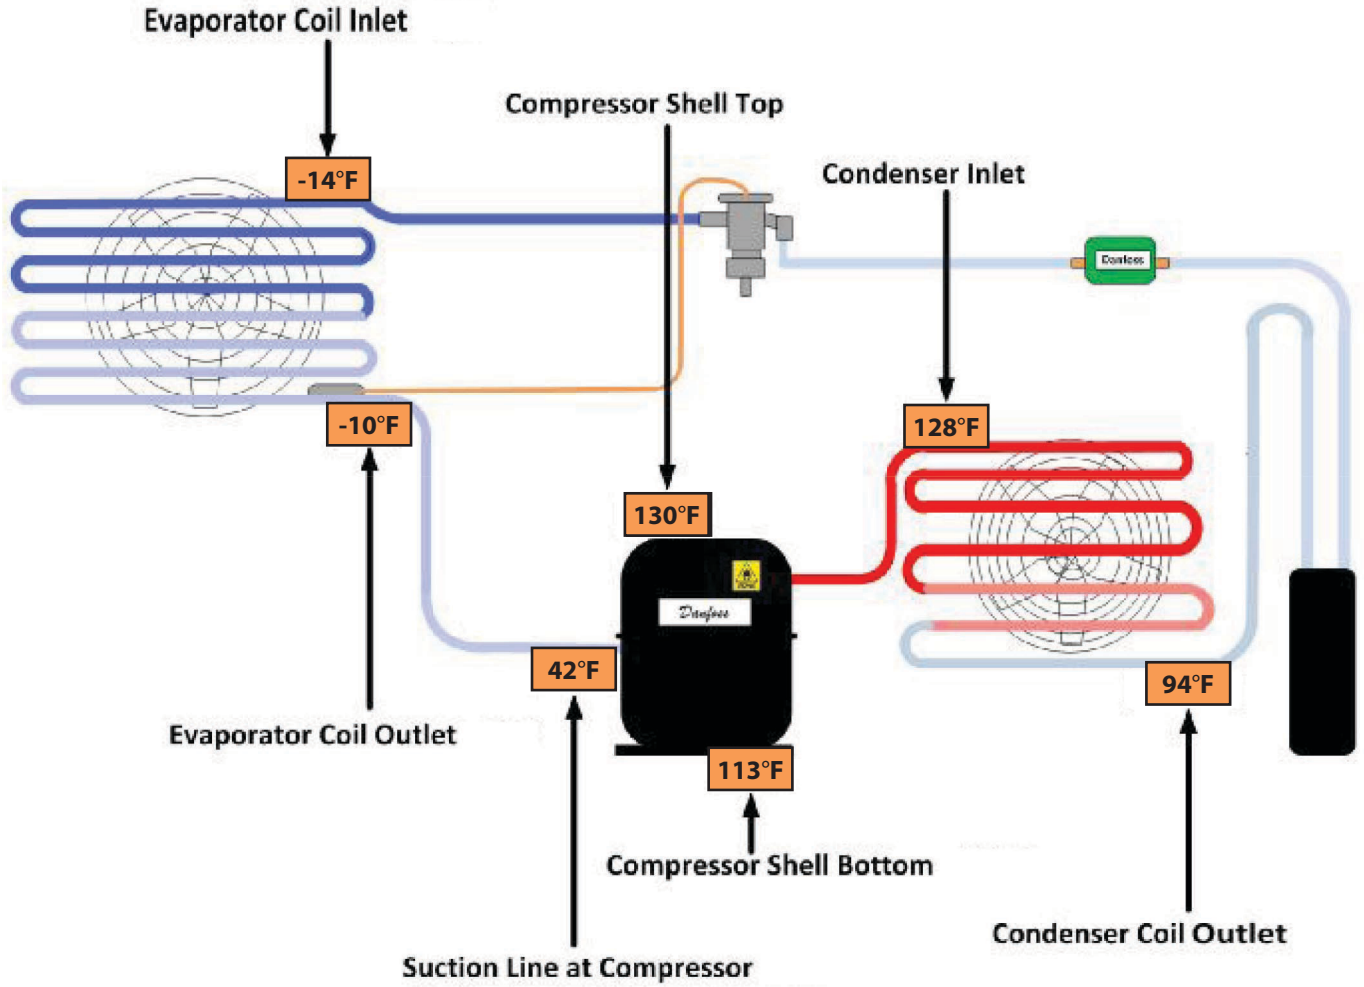 Evaporator Coil Inlet
Compressor Shell Top
-14°F
Condenser Inlet
Danfoss
-10°F
128°F
130°F
Danfoss
42°F
94°F
Evaporator Coil Outlet
113°F
Compressor Shell Bottom
Condenser Coil Outlet
Suction Line at Compressor